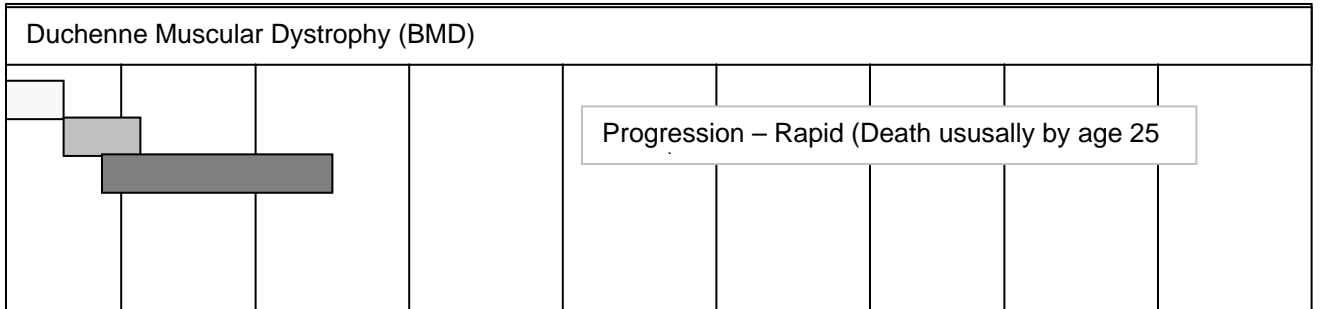 Duchenne Muscular Dystrophy (BMD)
Progression – Rapid (Death ususally by age 25